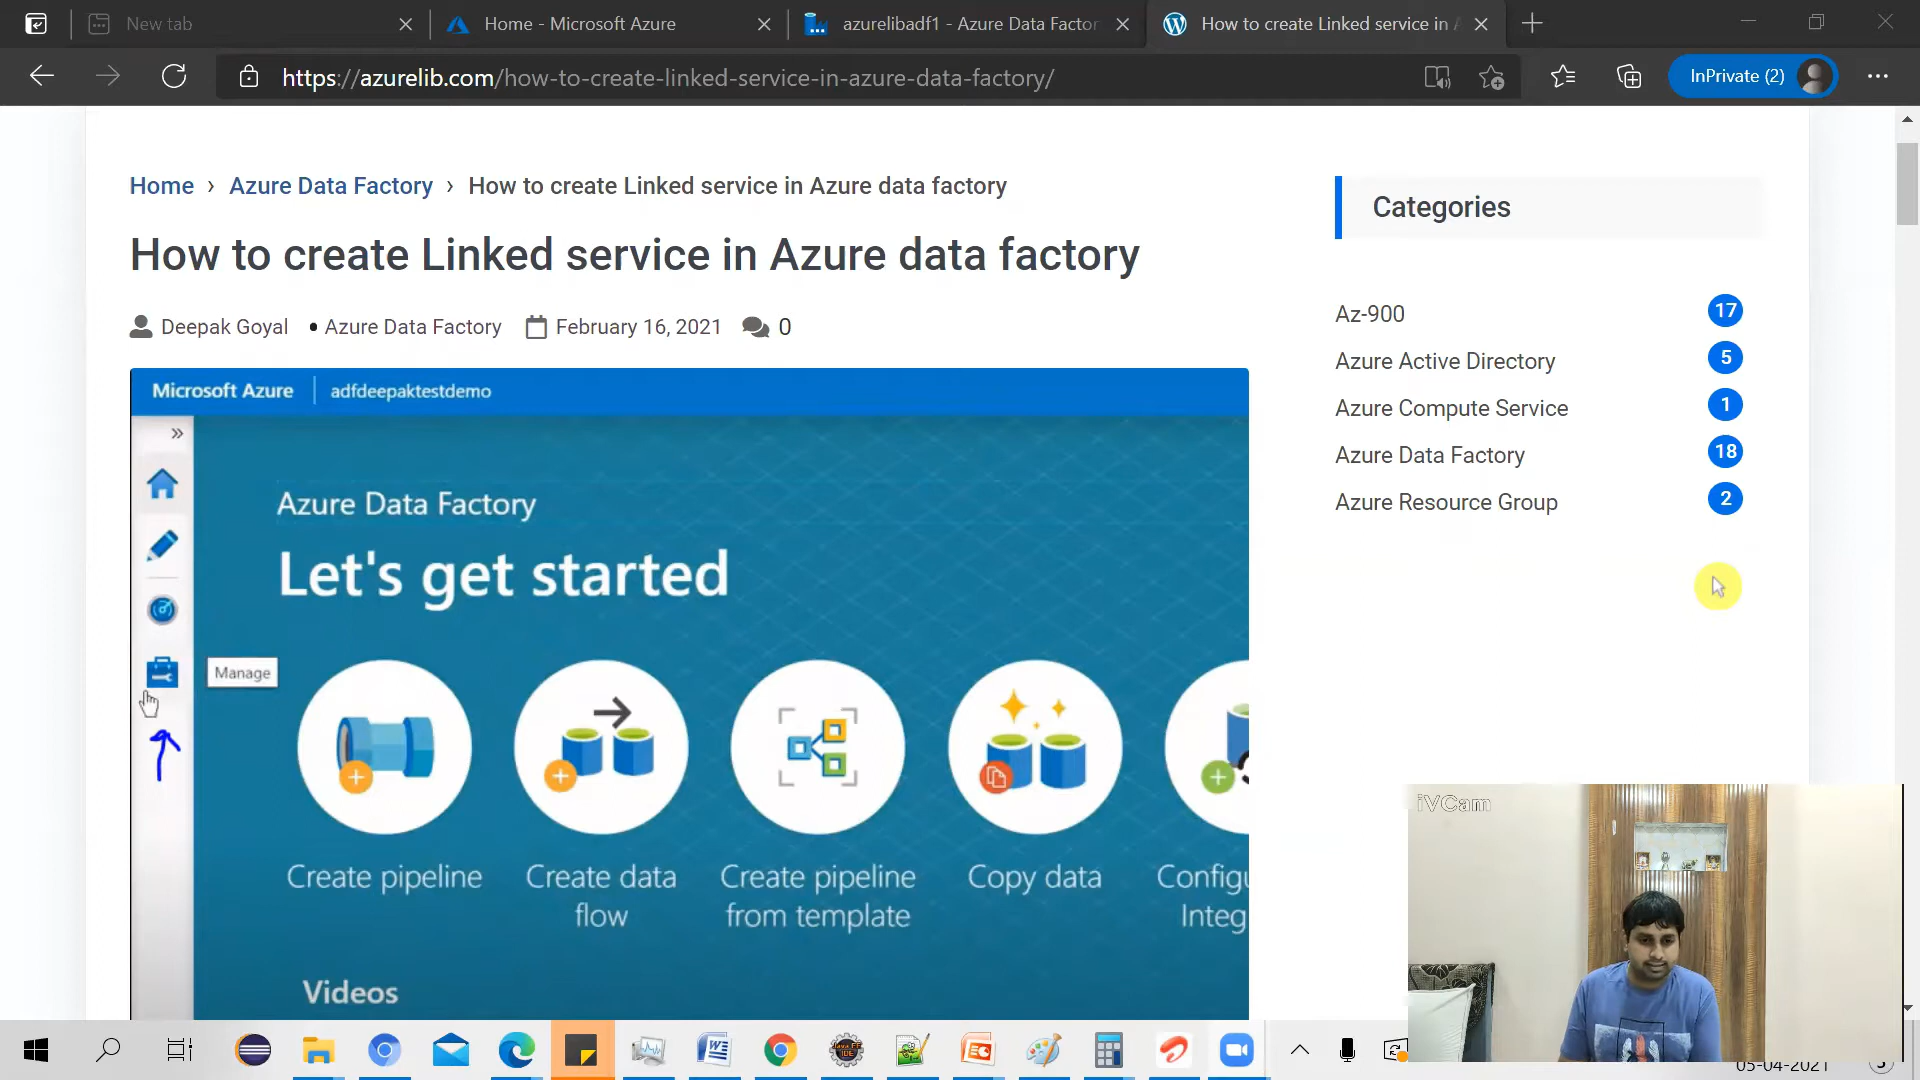 New tab
Home - Microsoft Azure
azurelibadf1 - Azure Data Factor
How to create Linked service in A
https://azurelib.com/how-to-create-linked-service-in-azure-data-factory/
InPrivate (2)
Home › Azure Data Factory › How to create Linked service in Azure data factory
How to create Linked service in Azure data factory
Deepak Goyal • Azure Data Factory February 16, 2021 0
Microsoft Azure | adfdeepaktestdemo
Azure Data Factory
Let's get started
Manage
Create pipeline
Create data flow
Create pipeline from template
Copy data
Configu
Integ
Videos
Categories
Az-900 17
Azure Active Directory 5
Azure Compute Service 1
Azure Data Factory 18
Azure Resource Group 2
iVCam
05-04-2021